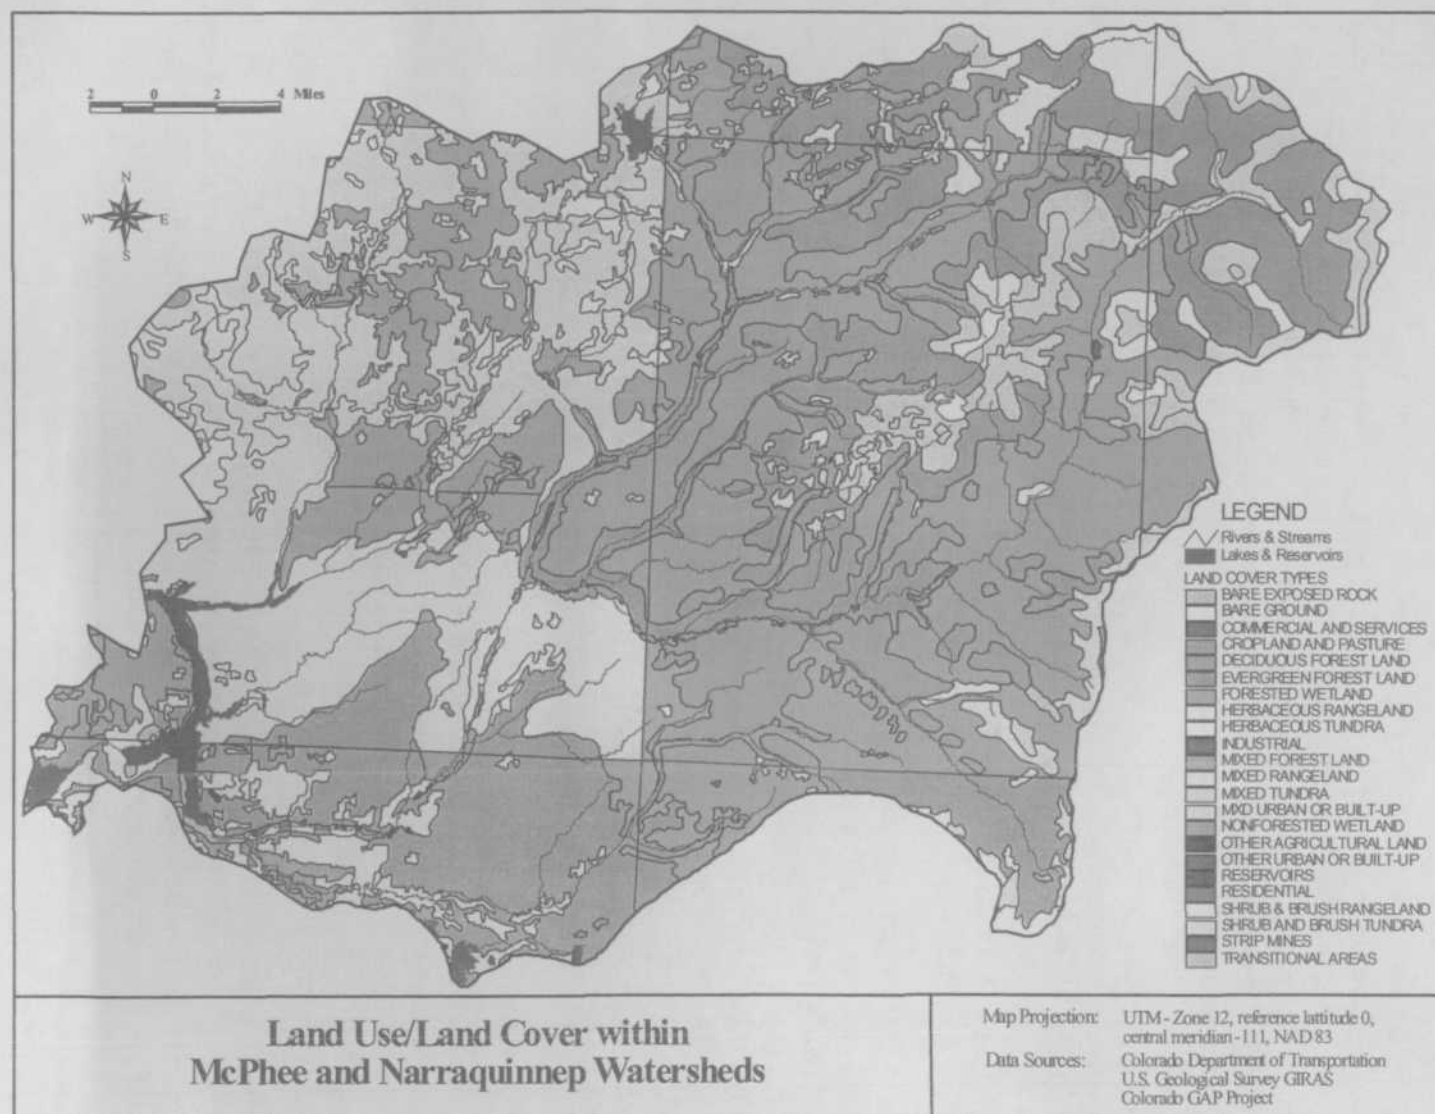 2 0 2 4 Miles
N
W E
S
LEGEND
Rivers & Streams
Lakes & Reservoirs
LAND COVER TYPES
BARE EXPOSED ROCK
BARE GROUND
COMMERCIAL AND SERVICES
CROPLAND AND PASTURE
DECIDUOUS FOREST LAND
EVERGREEN FOREST LAND
FORESTED WETLAND
HERBACEOUS RANGELAND
HERBACEOUS TUNDRA
INDUSTRIAL
MIXED FOREST LAND
MIXED RANGELAND
MIXED TUNDRA
MXD URBAN OR BUILT-UP
NONFORESTED WETLAND
OTHER AGRICULTURAL LAND
OTHER URBAN OR BUILT-UP
RESERVOIRS
RESIDENTIAL
SHRUB & BRUSH RANGELAND
SHRUB AND BRUSH TUNDRA
STRIP MINES
TRANSITIONAL AREAS
Land Use/Land Cover within
McPhee and Narraquinnep Watersheds
Map Projection: UTM - Zone 12, reference lattitude 0,
central meridian -111, NAD 83
Data Sources: Colorado Department of Transportation
U.S. Geological Survey GIRAS
Colorado GAP Project